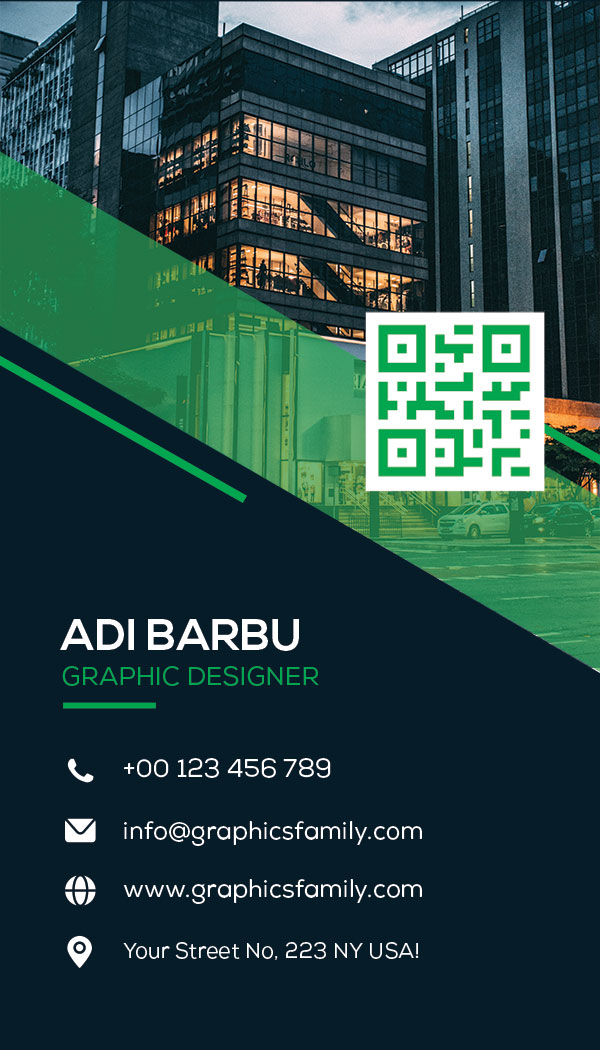 ADI BARBU
GRAPHIC DESIGNER
+00 123 456 789
info@graphicsfamily.com
www.graphicsfamily.com
Your Street No, 223 NY USA!